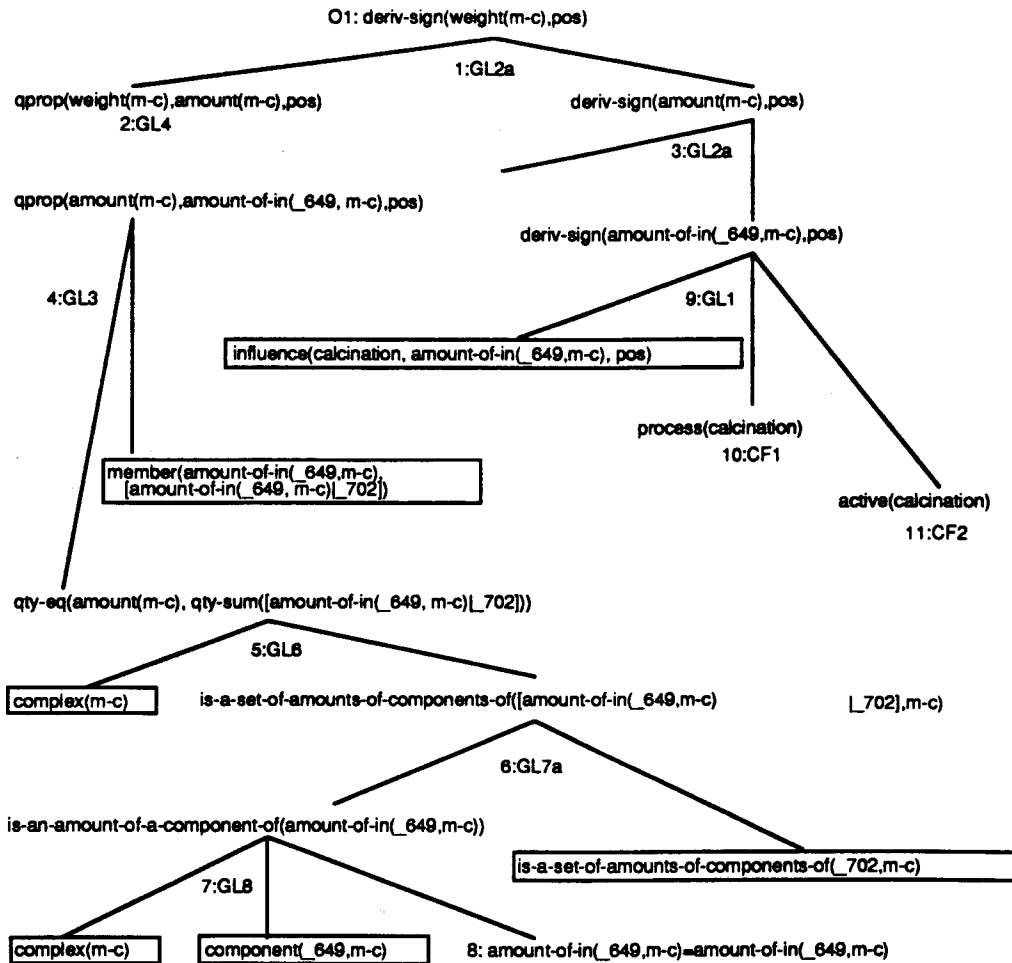 O1: deriv-sign(weight(m-c),pos)
1:GL2a
qprop(weight(m-c),amount(m-c),pos)
deriv-sign(amount(m-c),pos)
2:GL4
3:GL2a
qprop(amount(m-c),amount-of-in(_649, m-c),pos)
deriv-sign(amount-of-in(_649,m-c),pos)
4:GL3
9:GL1
influence(calcination, amount-of-in(_649,m-c), pos)
process(calcination)
10:CF1
member(amount-of-in(_649,m-c),
[amount-of-in(_649, m-c)|_702])
active(calcination)
11:CF2
qty-eq(amount(m-c), qty-sum([amount-of-in(_649, m-c)|_702]))
5:GL6
complex(m-c)
is-a-set-of-amounts-of-components-of([amount-of-in(_649,m-c) |_702],m-c)
6:GL7a
is-an-amount-of-a-component-of(amount-of-in(_649,m-c))
is-a-set-of-amounts-of-components-of(_702,m-c)
7:GL8
complex(m-c)
component(_649,m-c)
8: amount-of-in(_649,m-c)=amount-of-in(_649,m-c)